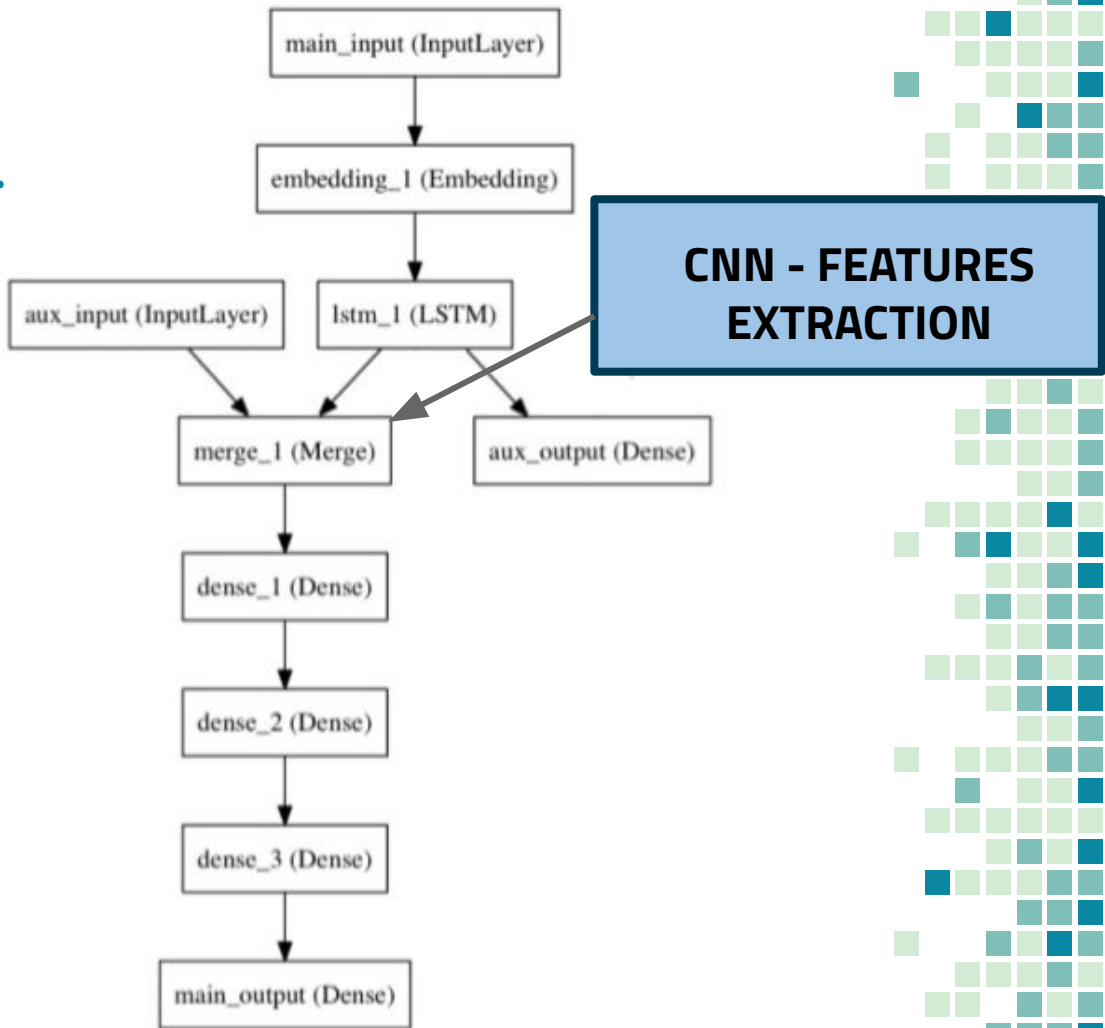 main_input (InputLayer)
embedding_1 (Embedding)
CNN - FEATURES
EXTRACTION
aux_input (InputLayer)
lstm_1 (LSTM)
merge_1 (Merge)
aux_output (Dense)
dense_1 (Dense)
dense_2 (Dense)
dense_3 (Dense)
main_output (Dense)